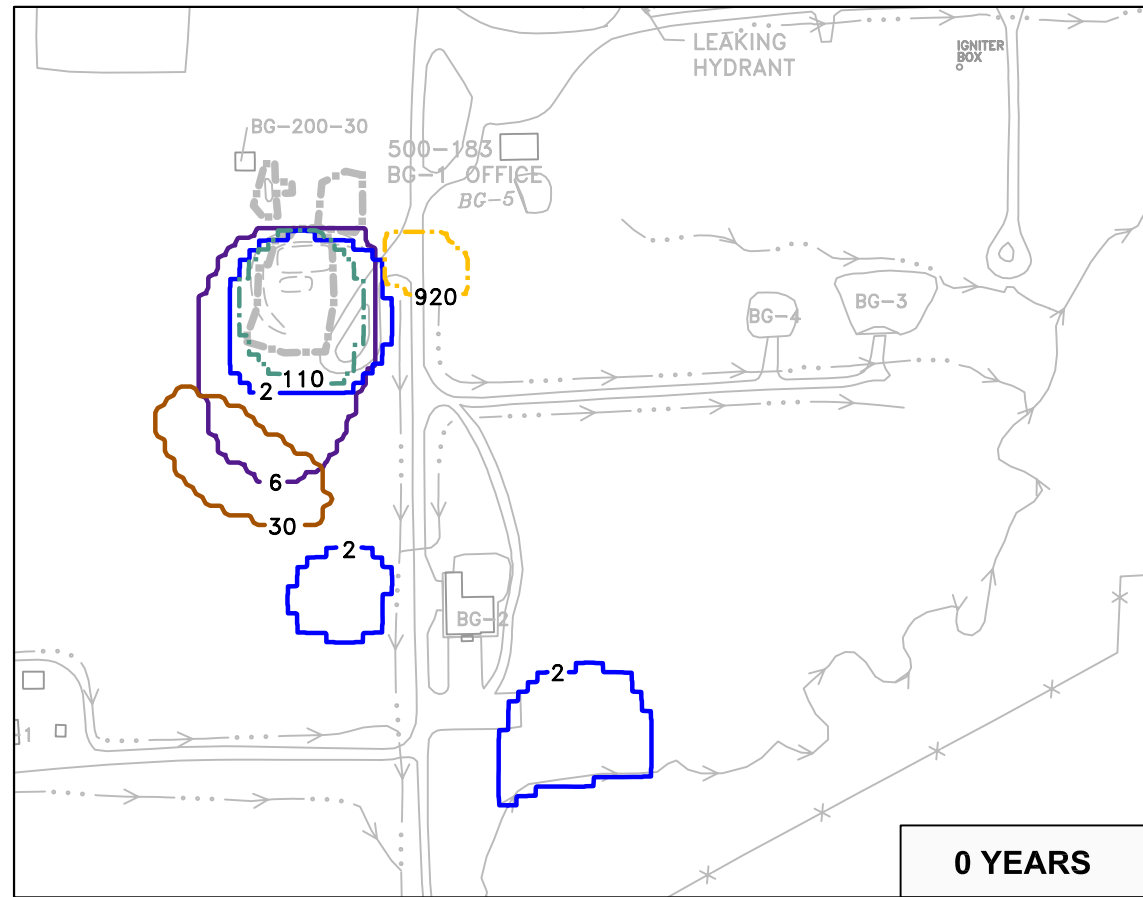 LEAKING
HYDRANT
IGNITER
BOX
BG-200-30
500-183
BG-1 OFFICE
BG-5
920
BG-3
BG-4
110
2
6
30
2
BG-2
2
1
0 YEARS